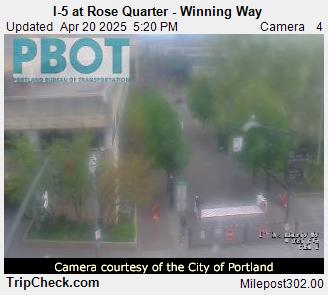 I-5 at Rose Quarter - Winning Way
Updated Apr 20 2025 5:20 PM Camera 4
PBOT
PORTLAND BUREAU OF TRANSPORTATION
Camera courtesy of the City of Portland
TripCheck.com Milepost302.00